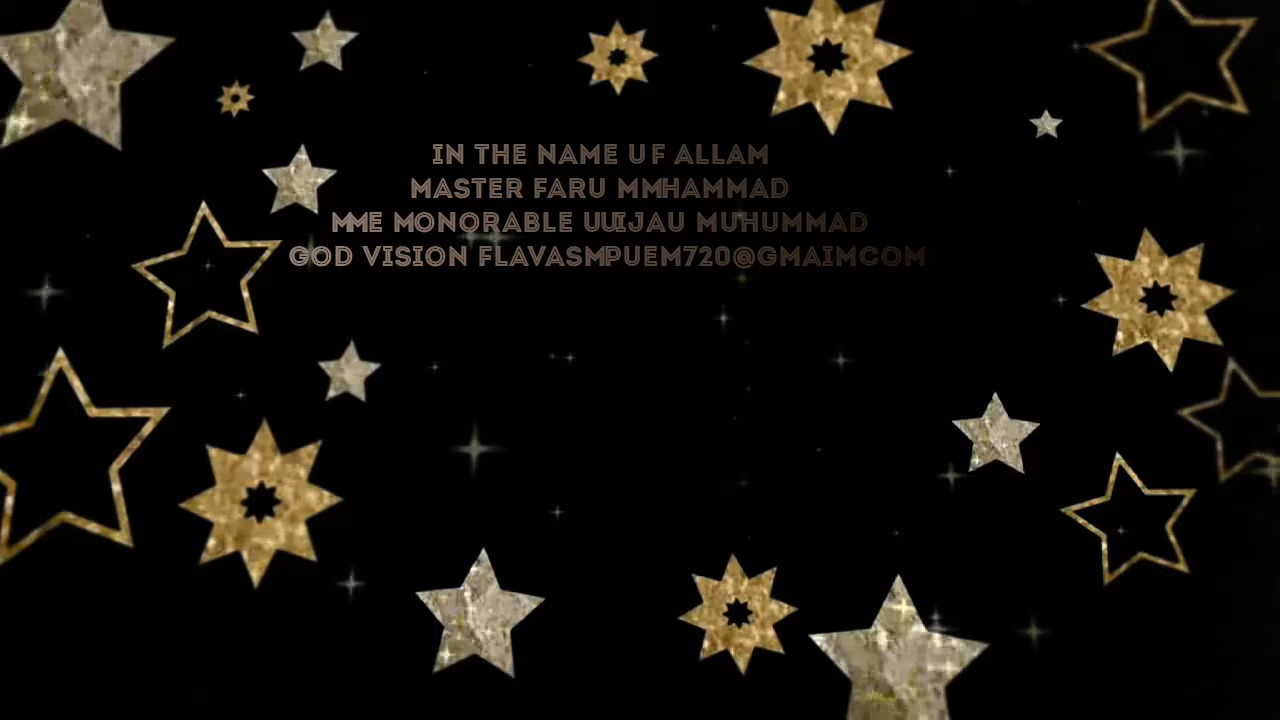 IN THE NAME UF ALLAM
MASTER FARU MMHAMMAD
MME MONORABLE UUIJAU MUHUMMAD
GOD VISION FLAVASMPUEM720@GMAIMCOM